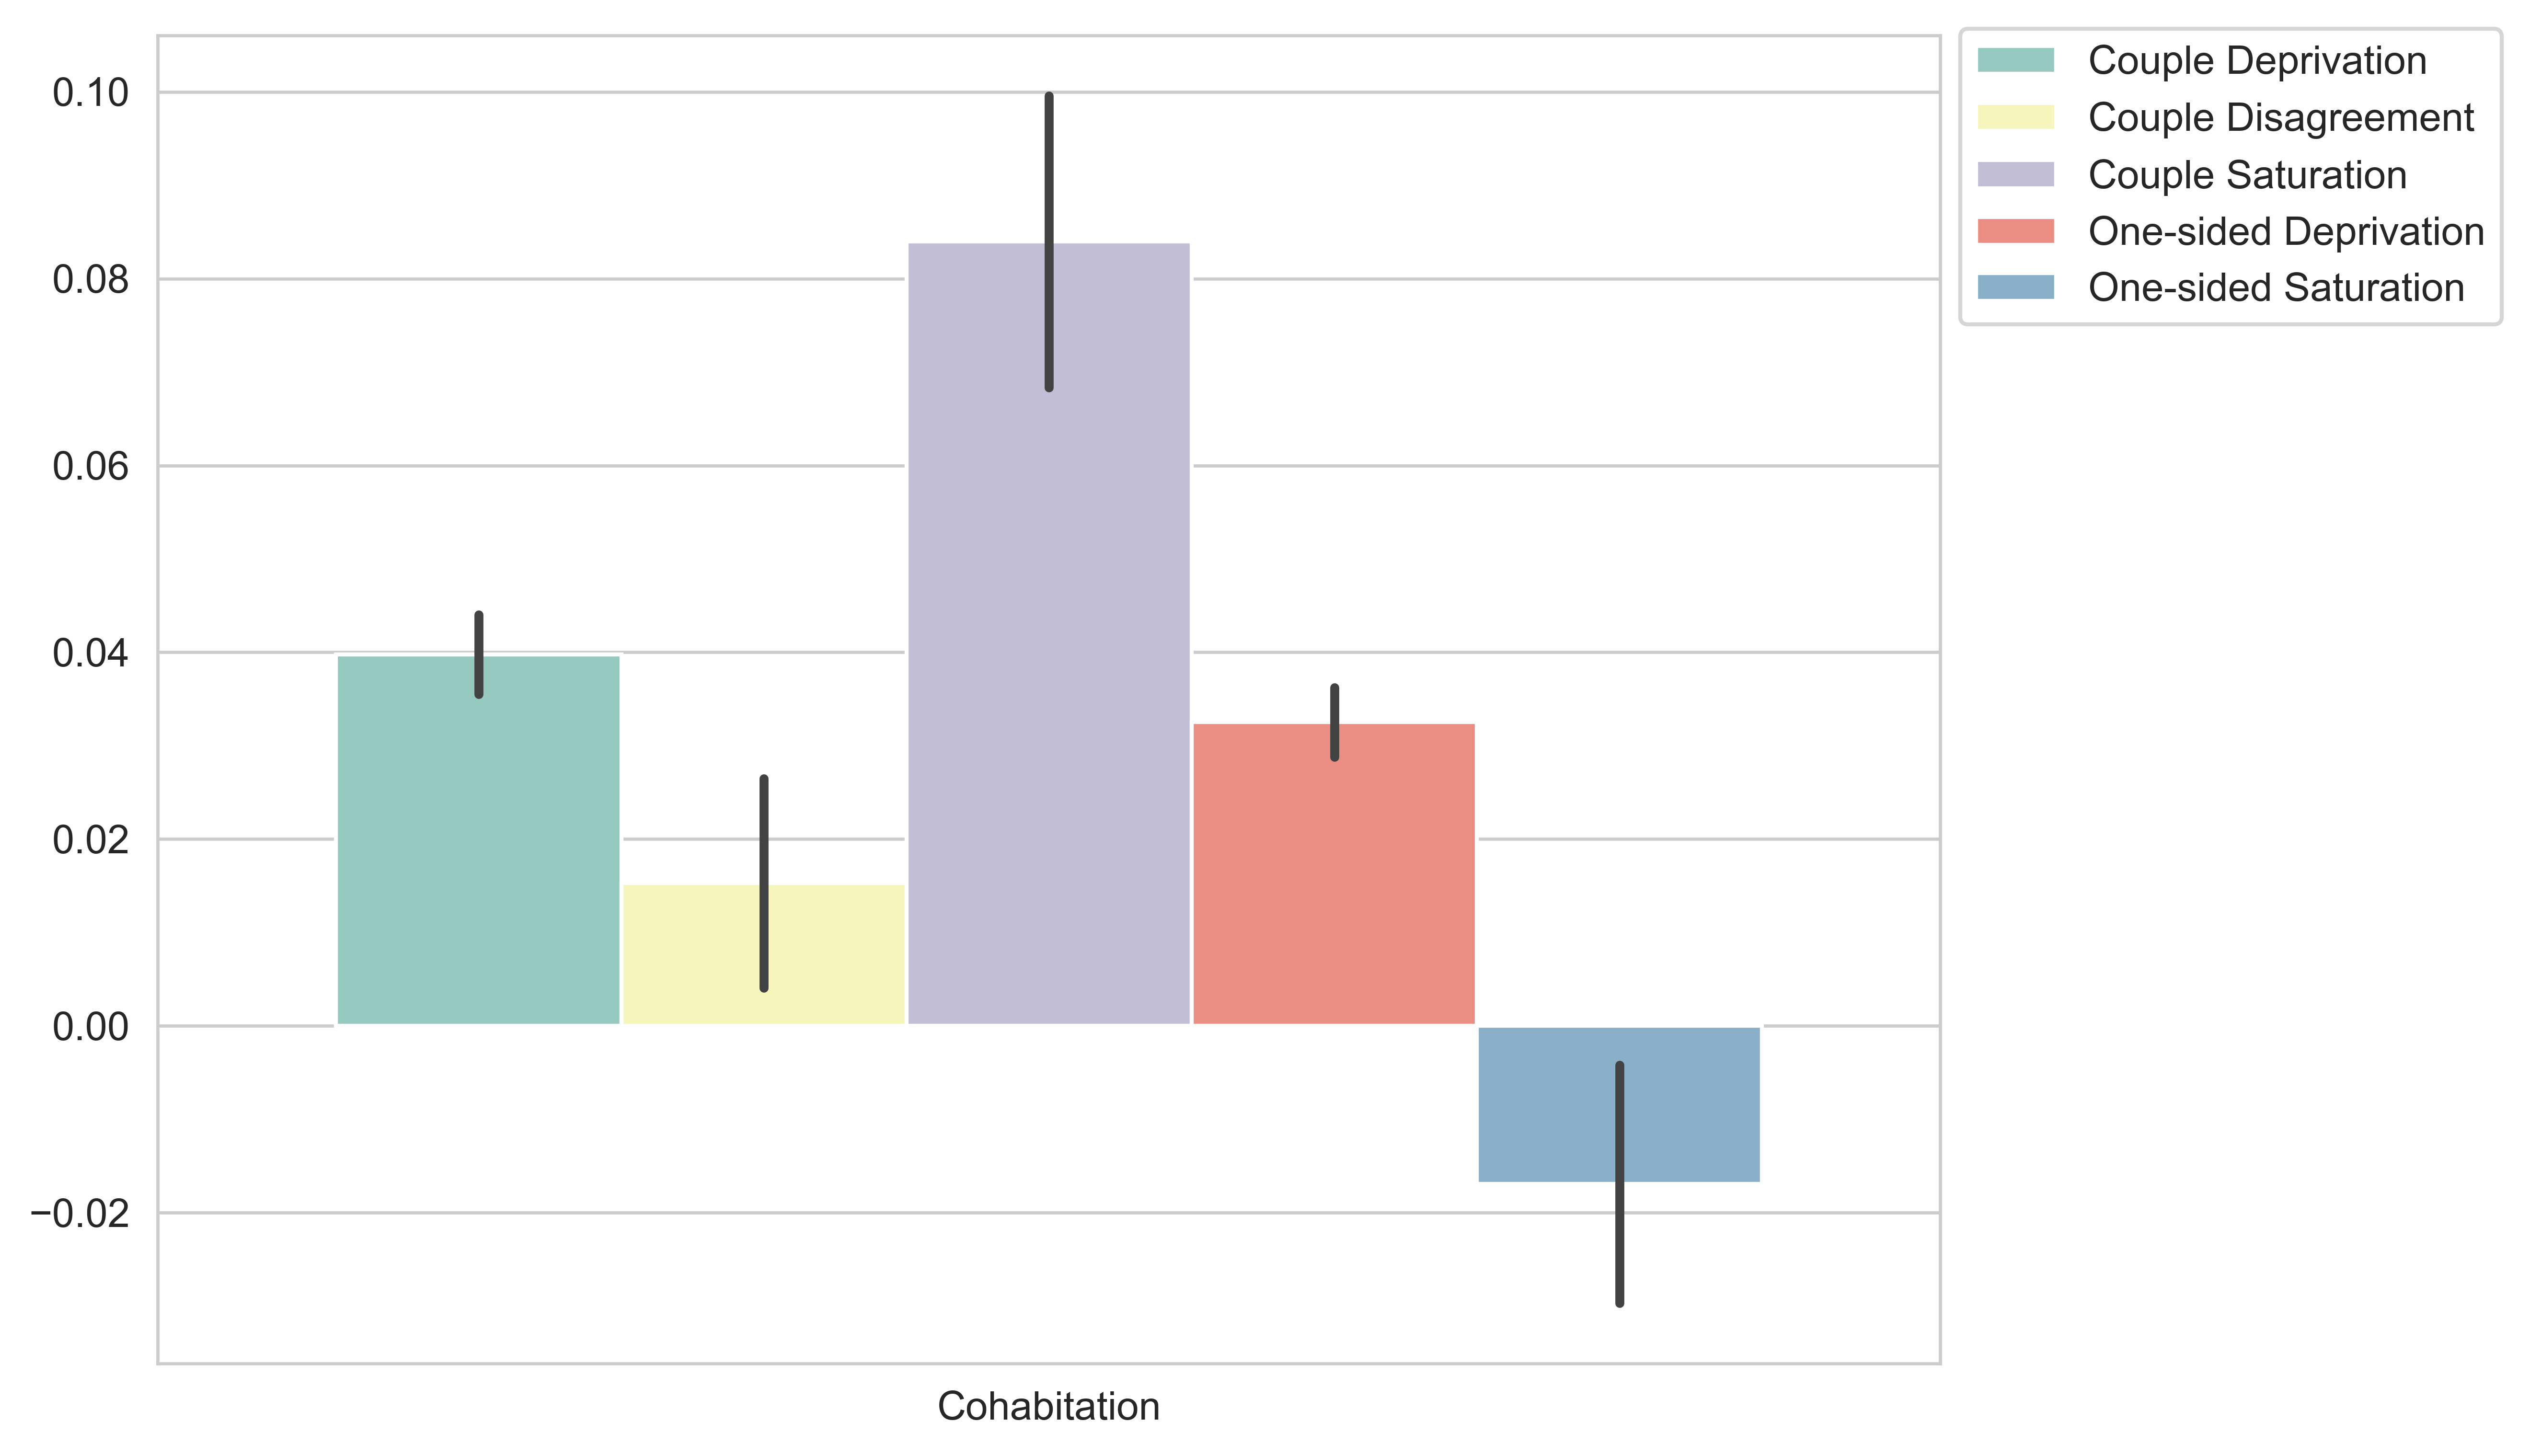 0.10
0.08
0.06
0.04
0.02
0.00
−0.02
Cohabitation
Couple Deprivation
Couple Disagreement
Couple Saturation
One-sided Deprivation
One-sided Saturation